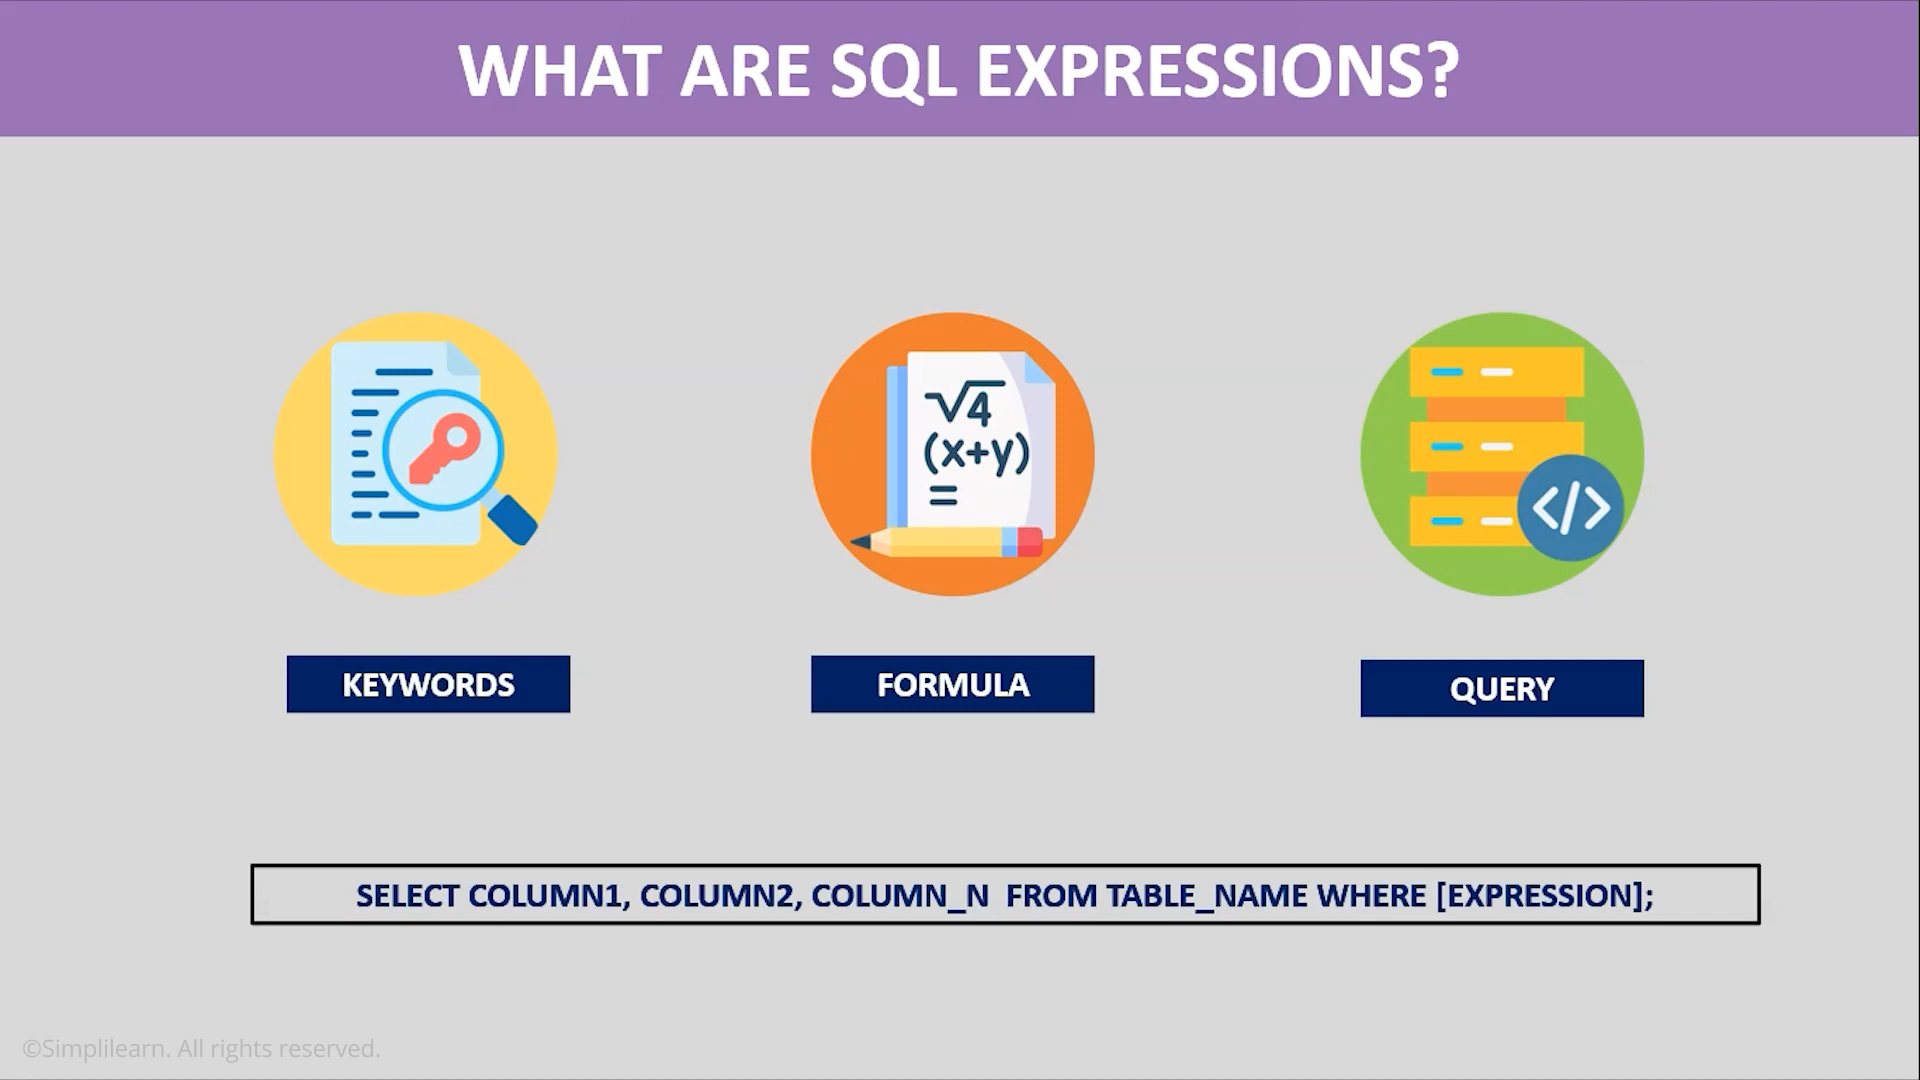 WHAT ARE SQL EXPRESSIONS?
√4
(x+y)
=
</>
KEYWORDS
FORMULA
QUERY
SELECT COLUMN1, COLUMN2, COLUMN_N  FROM TABLE_NAME WHERE [EXPRESSION];
©Simplilearn. All rights reserved.